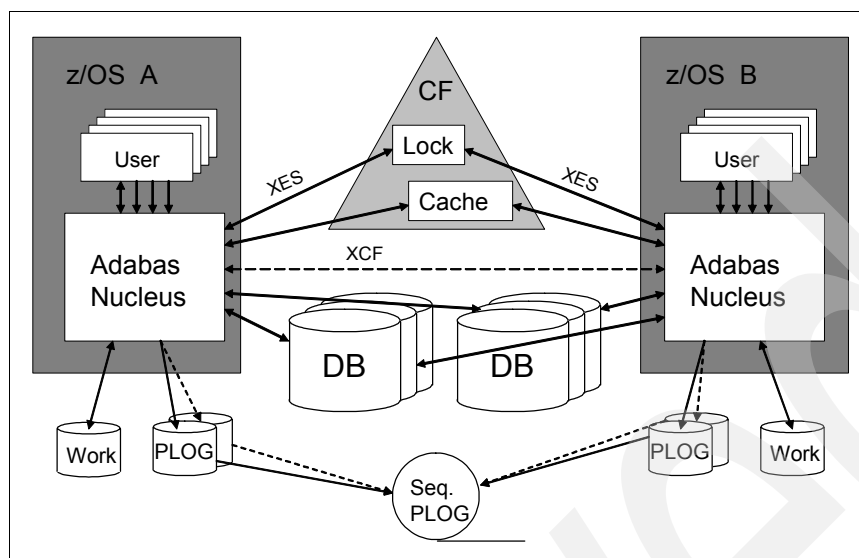 z/OS A
User
Adabas
Nucleus
Work
PLOG
CF
Lock
Cache
XES
XES
XCF
DB
DB
Seq.
PLOG
z/OS B
User
Adabas
Nucleus
PLOG
Work